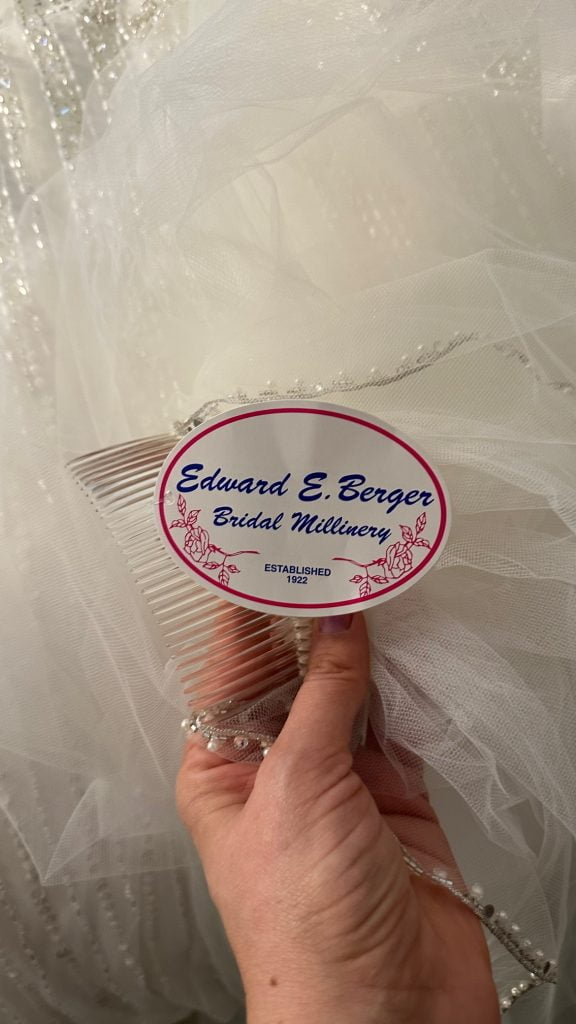 Edward E. Berger
Bridal Millinery
ESTABLISHED
1922